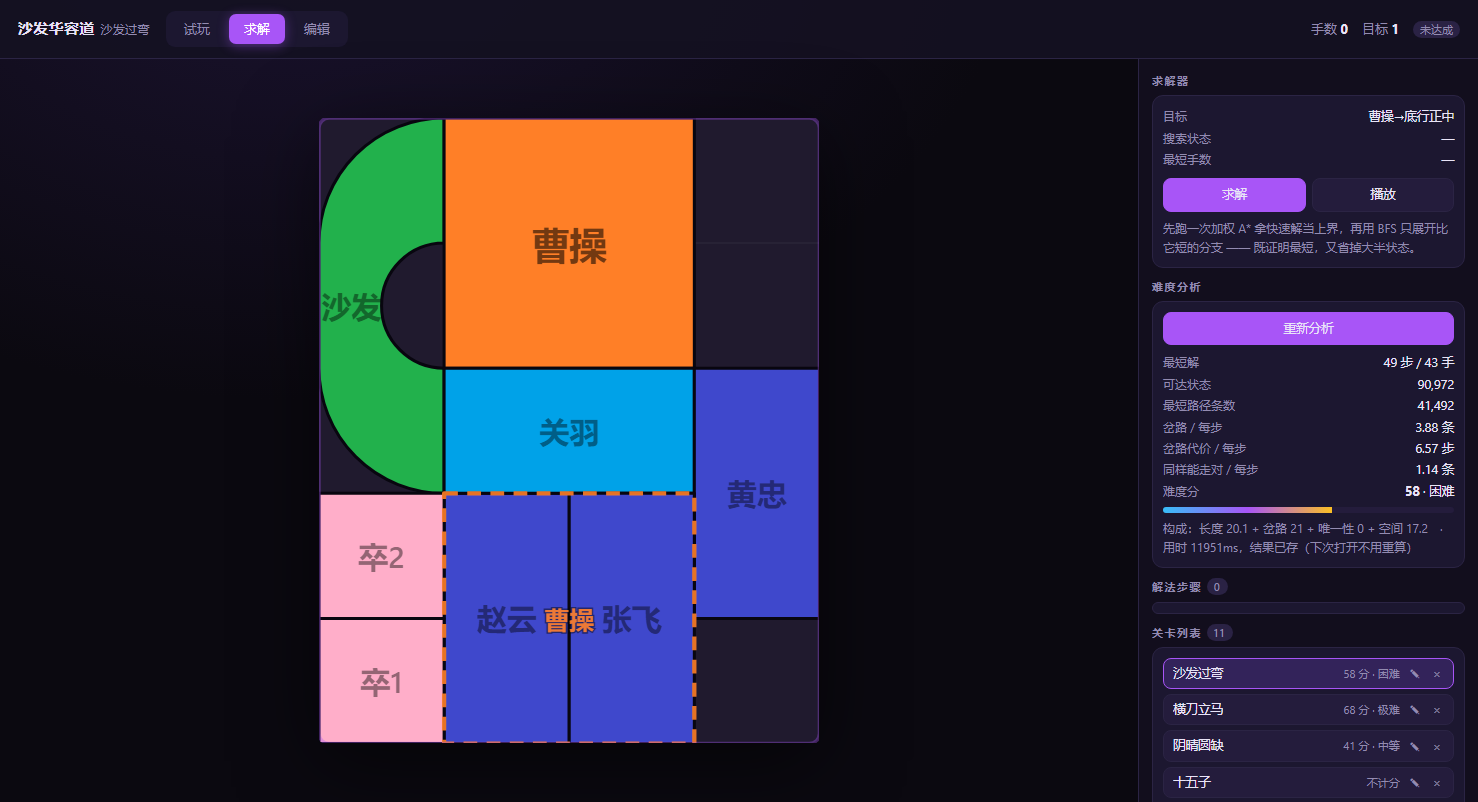 沙发华容道 沙发过弯 试玩 求解 编辑 手数 0 目标 1 未达成
曹操
沙发
关羽
黄忠
卒2
赵云 曹操 张飞
卒1
求解器
目标 曹操→底行正中
搜索状态 —
最短手数 —
求解 播放
先跑一次加权 A* 拿快速解当上界，再用 BFS 只展开比
它短的分支 —— 既证明最短，又省掉大半状态。
难度分析
重新分析
最短解 49 步 / 43 手
可达状态 90,972
最短路径条数 41,492
岔路 / 每步 3.88 条
岔路代价 / 每步 6.57 步
同样能走对 / 每步 1.14 条
难度分 58 · 困难
构成：长度 20.1 + 岔路 21 + 唯一性 0 + 空间 17.2 ·
用时 11951ms，结果已存（下次打开不用重算）
解法步骤 0
关卡列表 11
沙发过弯 58 分 · 困难 ×
横刀立马 68 分 · 极难 ×
阴晴圆缺 41 分 · 中等 ×
十五子 不计分 ×